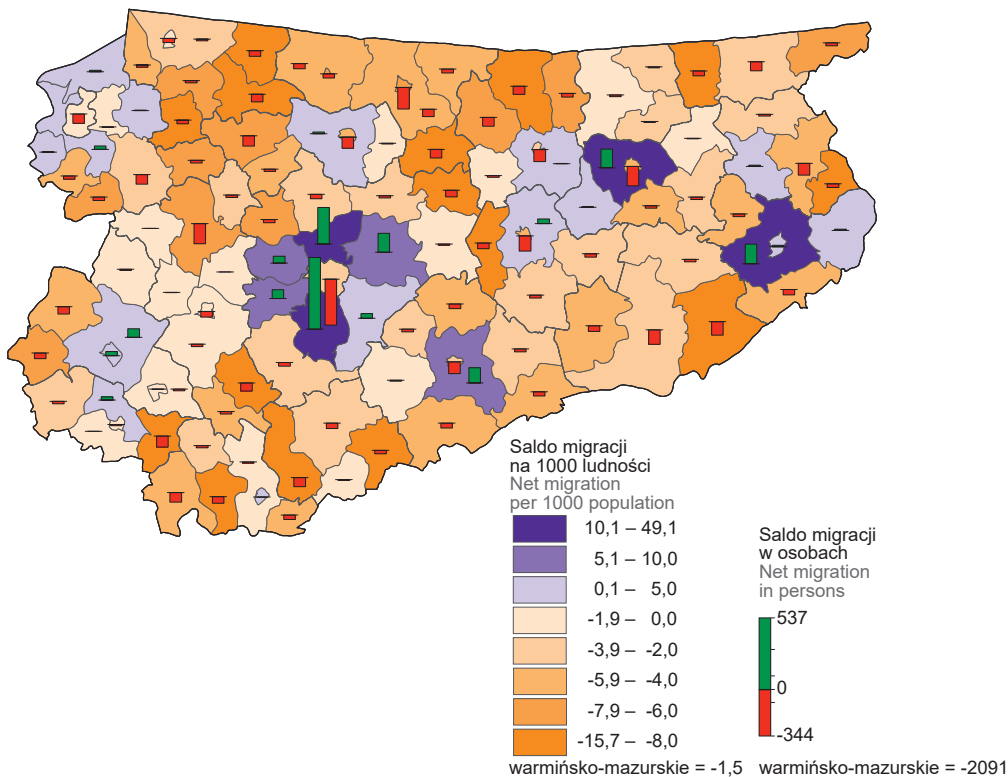 Saldo migracji
na 1000 ludności
Net migration
per 1000 population
10,1 – 49,1
5,1 – 10,0
0,1 – 5,0
-1,9 – 0,0
-3,9 – -2,0
-5,9 – -4,0
-7,9 – -6,0
-15,7 – -8,0
warmińsko-mazurskie = -1,5
Saldo migracji
w osobach
Net migration
in persons
537
0
-344
warmińsko-mazurskie = -2091